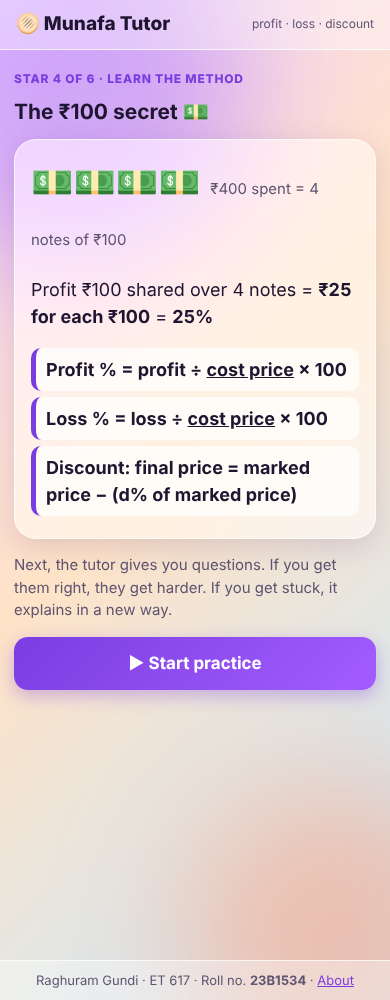 Munafa Tutor
profit · loss · discount
STAR 4 OF 6 · LEARN THE METHOD
The ₹100 secret
₹400 spent = 4
notes of ₹100
Profit ₹100 shared over 4 notes = ₹25
for each ₹100 = 25%
Profit % = profit ÷ cost price × 100
Loss % = loss ÷ cost price × 100
Discount: final price = marked
price − (d% of marked price)
Next, the tutor gives you questions. If you get
them right, they get harder. If you get stuck, it
explains in a new way.
▶ Start practice
Raghuram Gundi · ET 617 · Roll no. 23B1534 · About